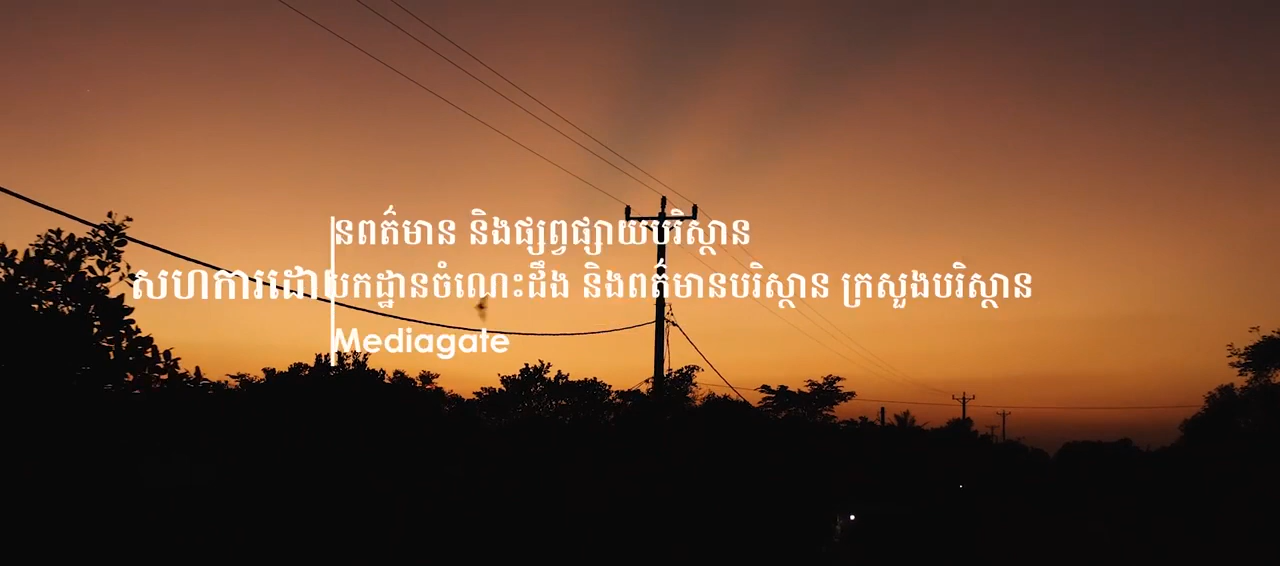 នពត៌មាន និងផ្សព្វផ្សាយបរិស្ថាន
សហការដោយ
កដ្ឋានចំណេះដឹង និងពត៌មានបរិស្ថាន ក្រសួងបរិស្ថាន
Mediagate